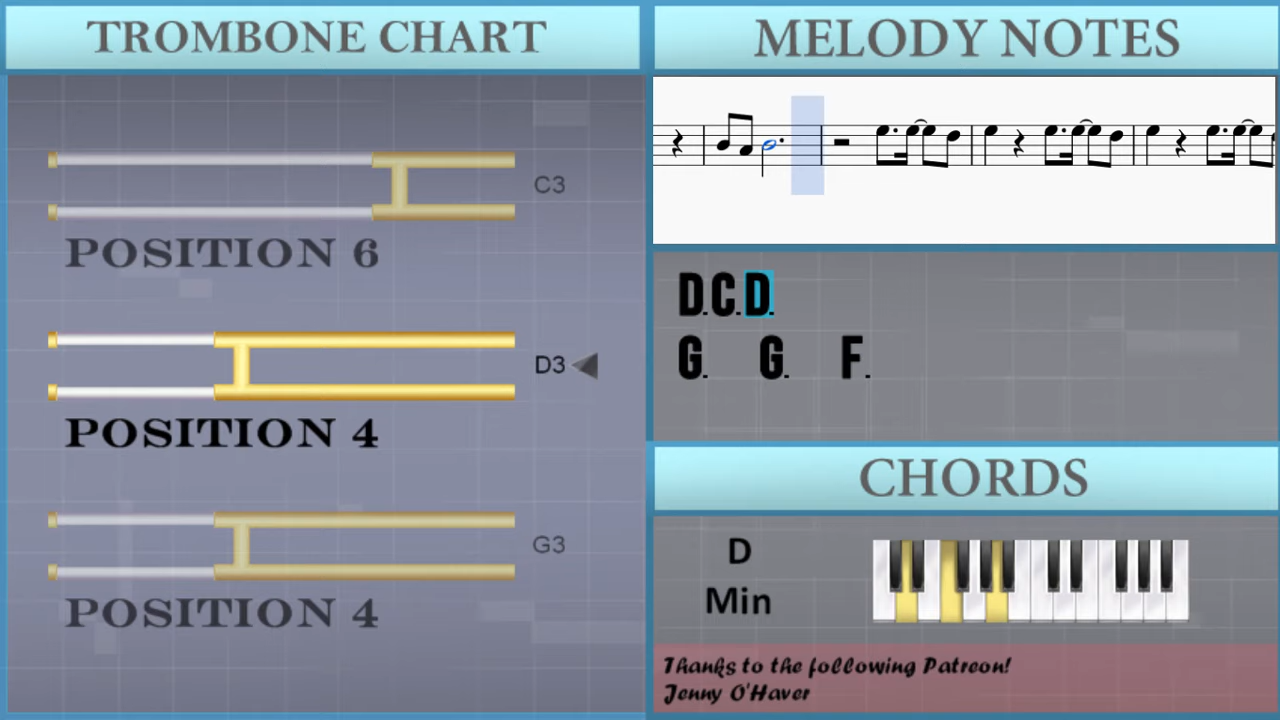 TROMBONE CHART
C3
POSITION 6
D3
POSITION 4
G3
POSITION 4
MELODY NOTES
D.C.D.
G. G. F.
CHORDS
D
Min
Thanks to the following Patreon!
Jenny O'Haver